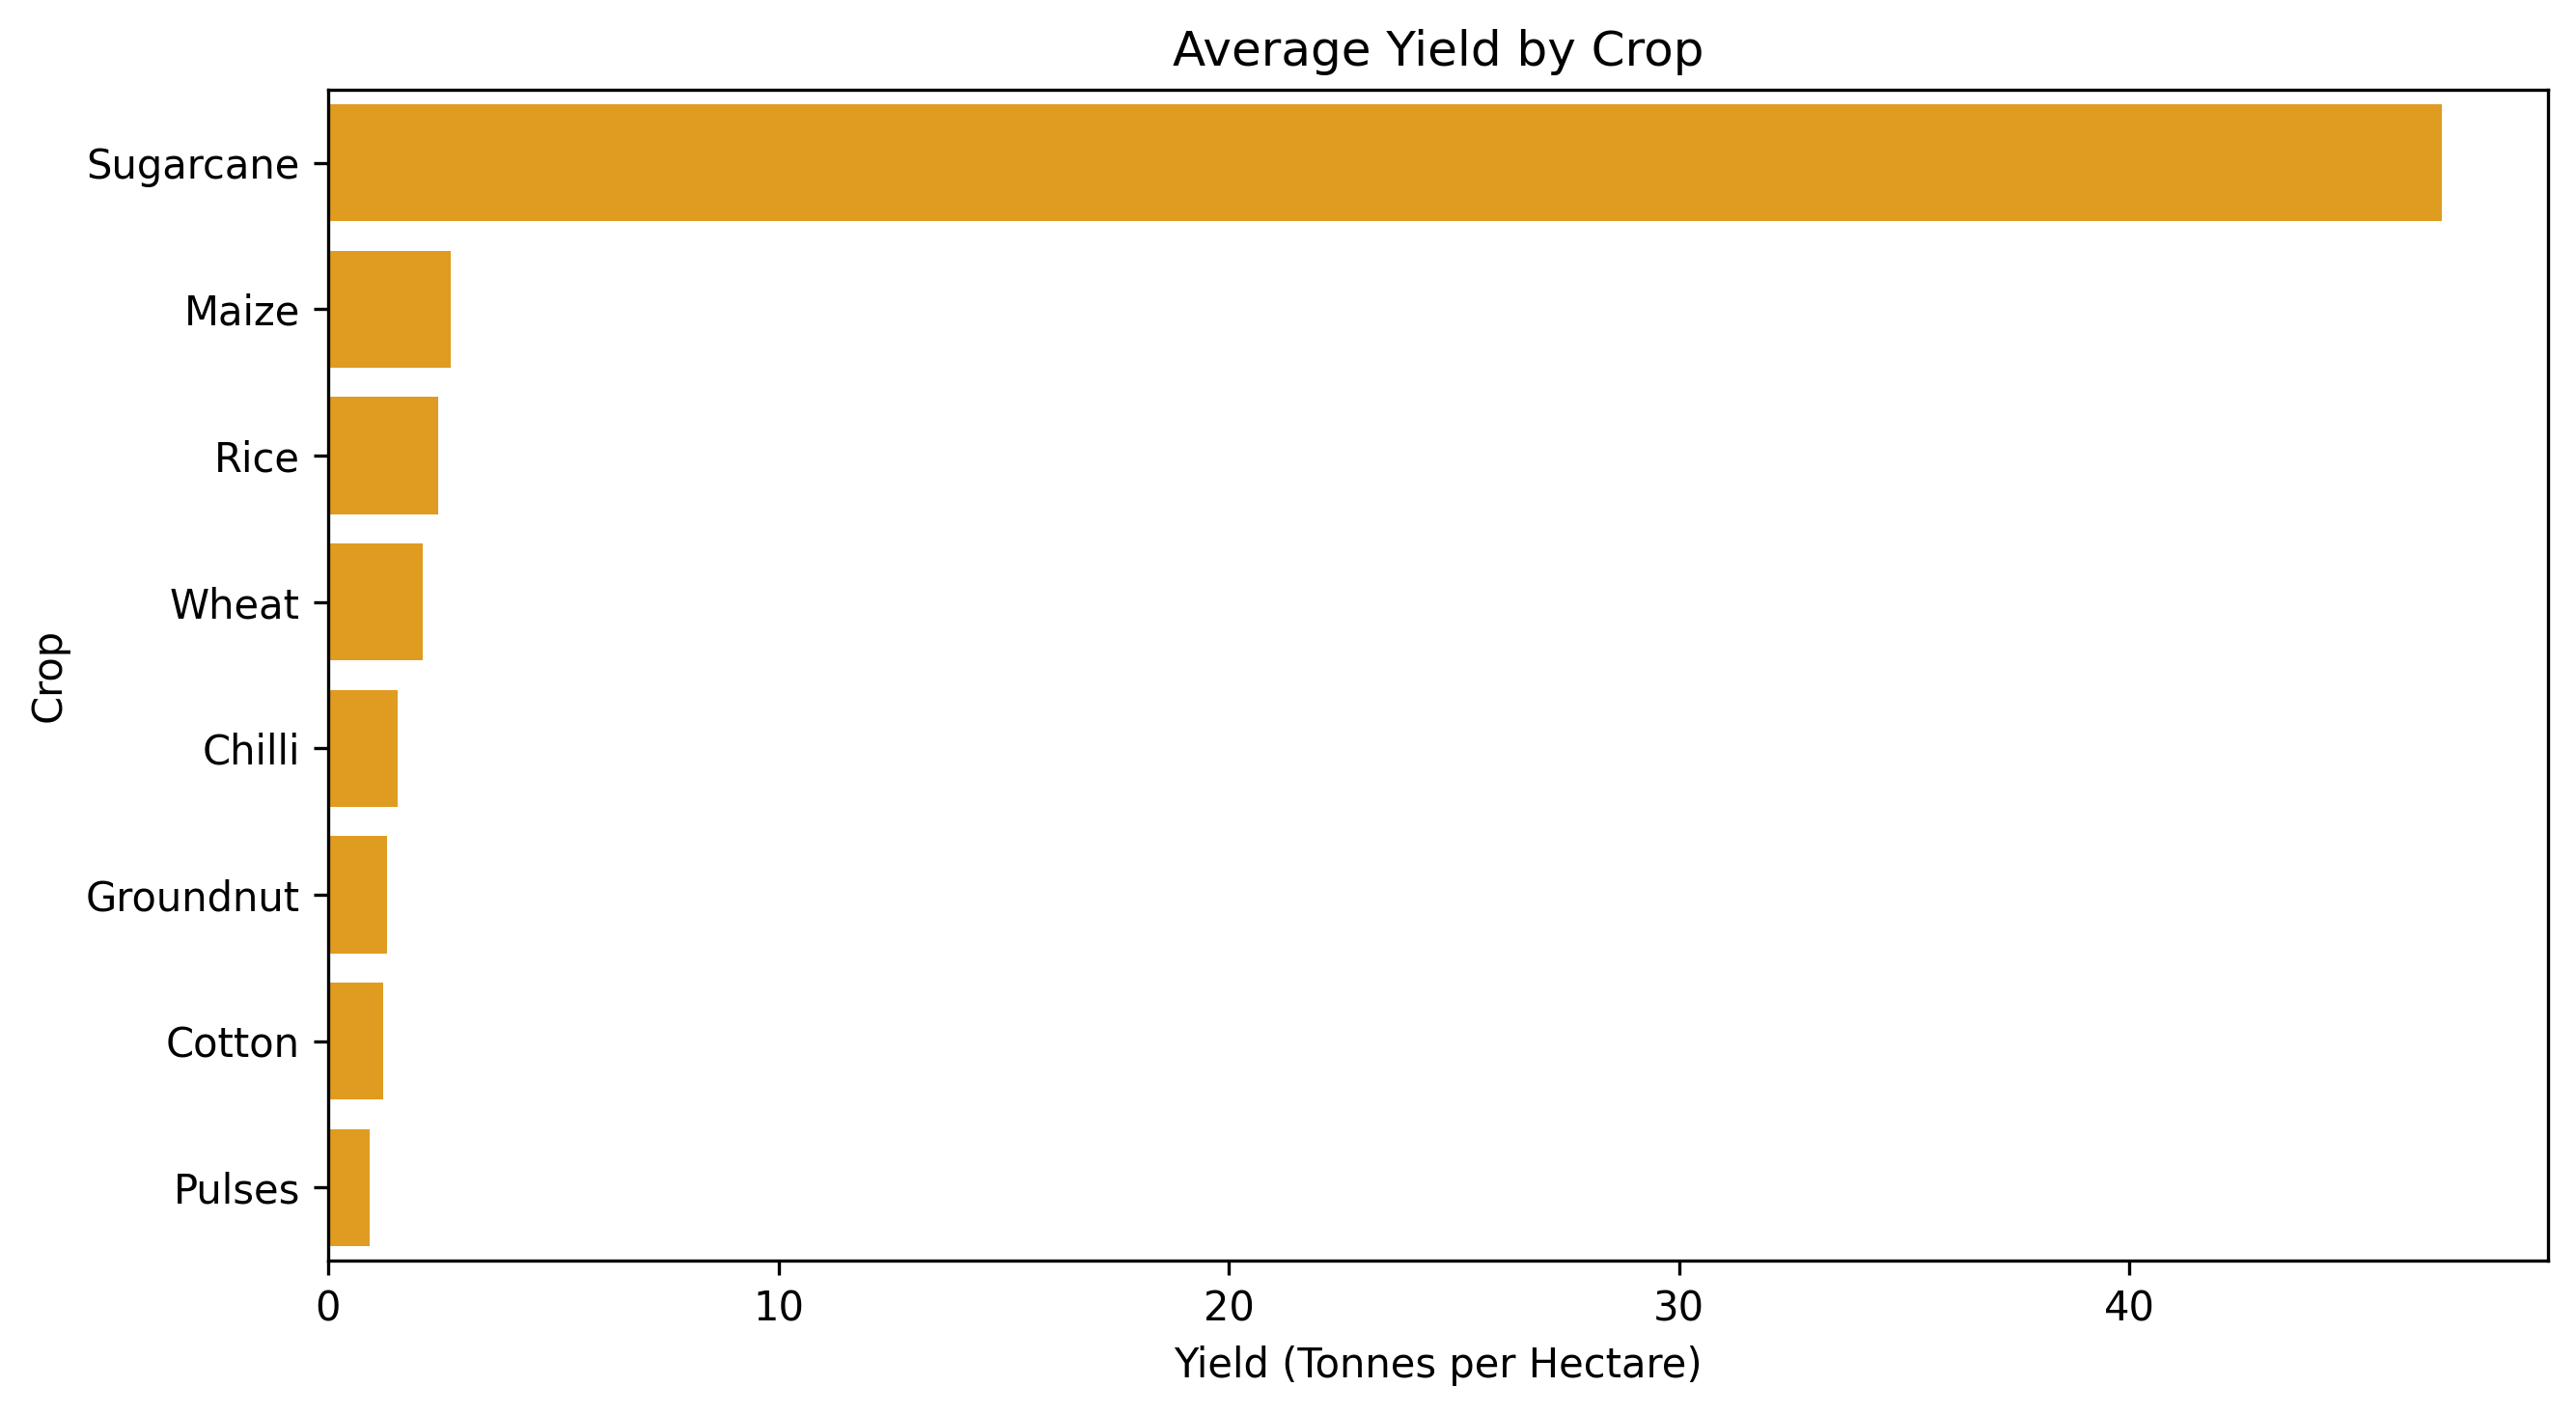 Average Yield by Crop
Crop
Sugarcane
Maize
Rice
Wheat
Chilli
Groundnut
Cotton
Pulses
0 10 20 30 40
Yield (Tonnes per Hectare)